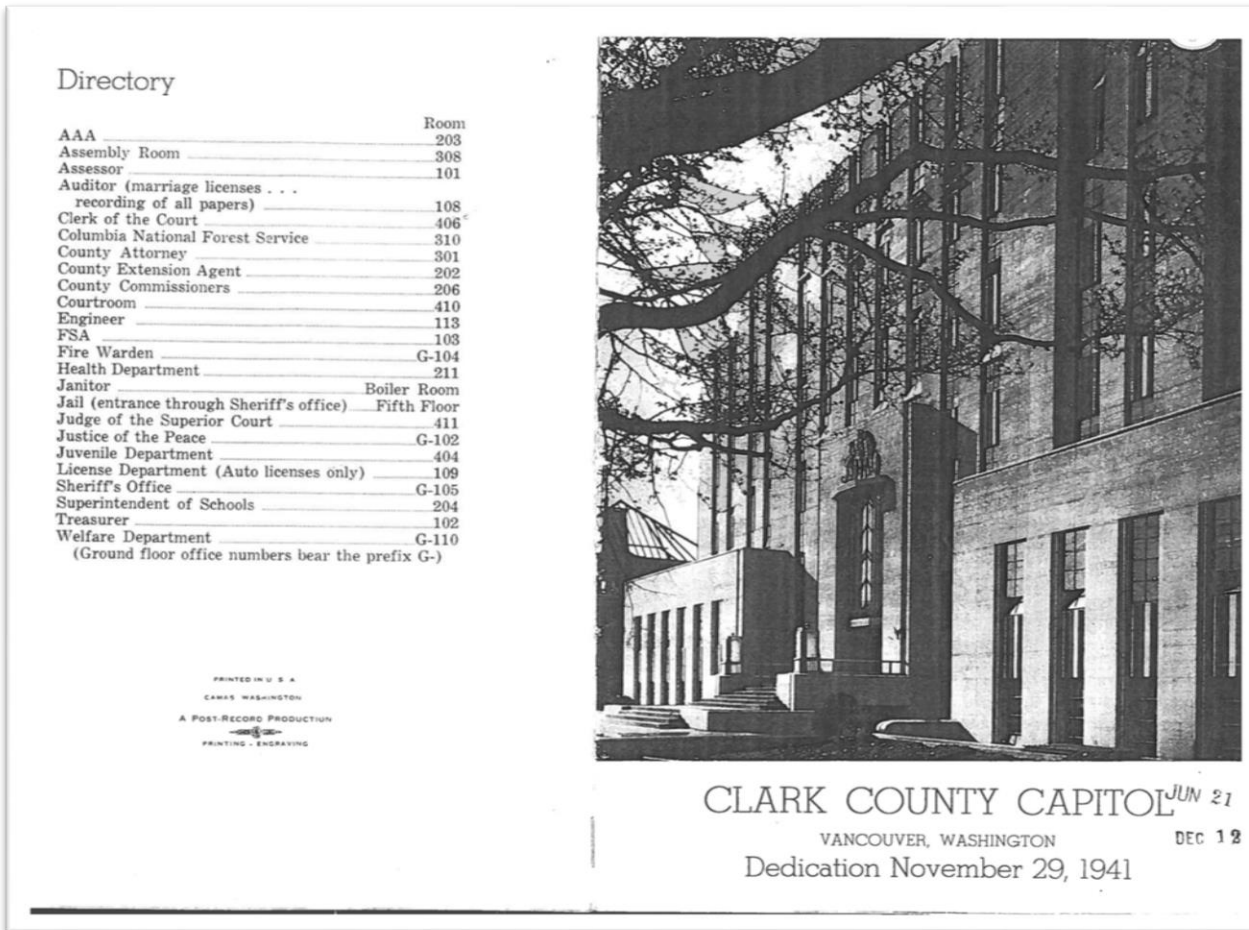 Directory
Room
AAA 203
Assembly Room 308
Assessor 101
Auditor (marriage licenses . . .
recording of all papers) 108
Clerk of the Court 406
Columbia National Forest Service 310
County Attorney 301
County Extension Agent 202
County Commissioners 206
Courtroom 410
Engineer 113
FSA 103
Fire Warden G-104
Health Department 211
Janitor Boiler Room
Jail (entrance through Sheriff's office) Fifth Floor
Judge of the Superior Court 411
Justice of the Peace G-102
Juvenile Department 404
License Department (Auto licenses only) 109
Sheriff's Office G-105
Superintendent of Schools 204
Treasurer 102
Welfare Department G-110
(Ground floor office numbers bear the prefix G-)
PRINTED IN U S A
CAMAS WASHINGTON
A POST-RECORD PRODUCTION
PRINTING - ENGRAVING
CLARK COUNTY CAPITOL
JUN 21
VANCOUVER, WASHINGTON
DEC 12
Dedication November 29, 1941